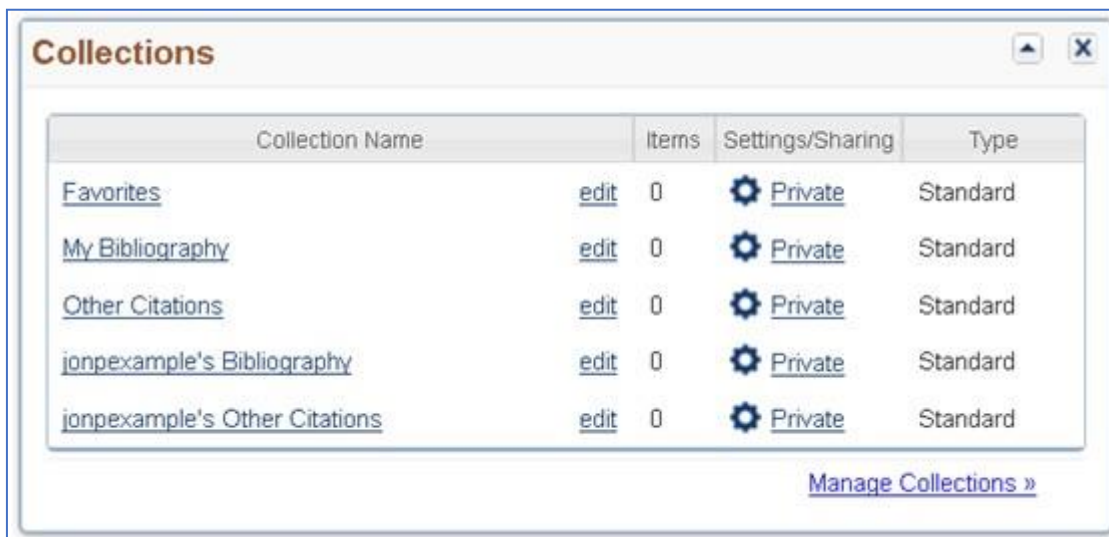 Collections
Collection Name Items Settings/Sharing Type
Favorites edit 0 Private Standard
My Bibliography edit 0 Private Standard
Other Citations edit 0 Private Standard
jonpexample's Bibliography edit 0 Private Standard
jonpexample's Other Citations edit 0 Private Standard
Manage Collections »